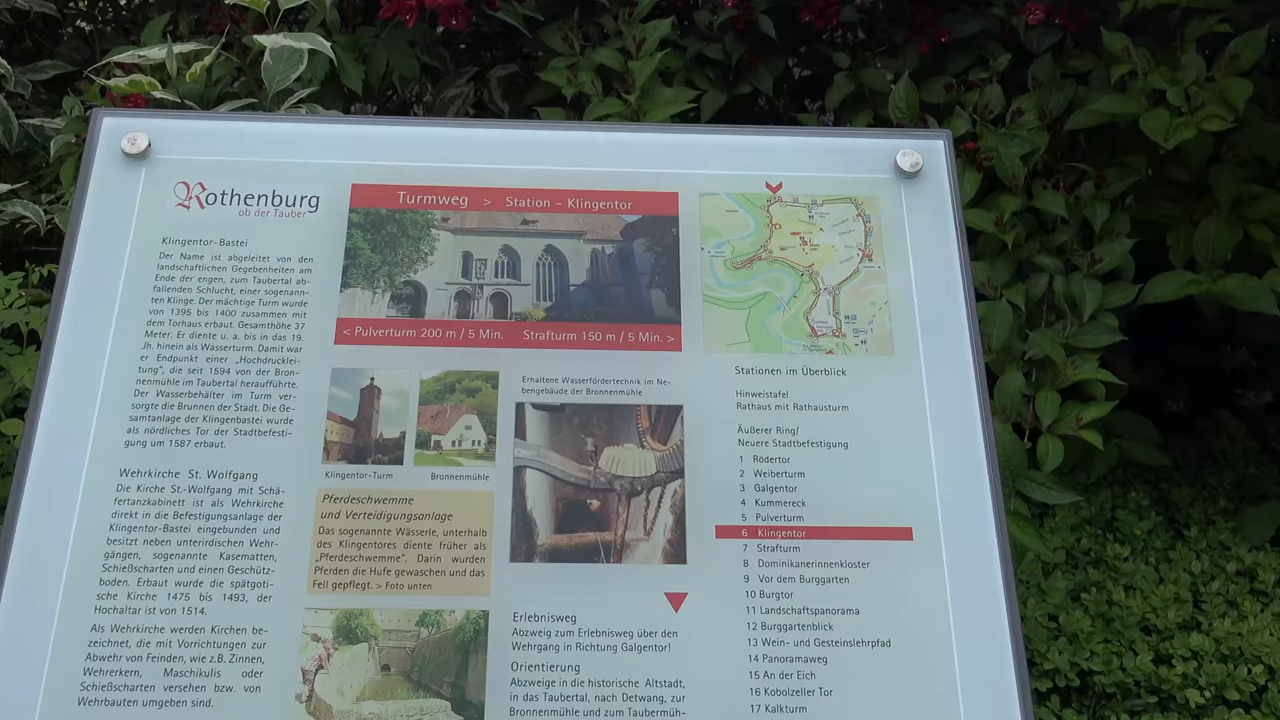 Rothenburg
ob der Tauber
Klingentor-Bastei
Der Name ist abgeleitet von den
landschaftlichen Gegebenheiten am
Ende der engen, zum Taubertal ab-
fallenden Schlucht, einer sogenann-
ten Klinge. Der mächtige Turm wurde
von 1395 bis 1400 zusammen mit
dem Torhaus erbaut. Gesamthöhe 37
Meter. Er diente u. a. bis in das 19.
Jh. hinein als Wasserturm. Damit war
er Endpunkt einer „Hochdrucklei-
tung", die seit 1594 von der Bron-
nenmühle im Taubertal heraufführte.
Der Wasserbehälter im Turm ver-
sorgte die Brunnen der Stadt. Die Ge-
samtanlage der Klingenbastei wurde
als nördliches Tor der Stadtbefesti-
gung um 1587 erbaut.
Wehrkirche St. Wolfgang
Die Kirche St.-Wolfgang mit Schä-
fertanzkabinett ist als Wehrkirche
direkt in die Befestigungsanlage der
Klingentor-Bastei eingebunden und
besitzt neben unterirdischen Wehr-
gängen, sogenannte Kasematten,
Schießscharten und einen Geschütz-
boden. Erbaut wurde die spätgoti-
sche Kirche 1475 bis 1493, der
Hochaltar ist von 1514.
Als Wehrkirche werden Kirchen be-
zeichnet, die mit Vorrichtungen zur
Abwehr von Feinden, wie z.B. Zinnen,
Wehrerkern, Maschikulis oder
Schießscharten versehen bzw. von
Wehrbauten umgeben sind.
Turmweg > Station - Klingentor
< Pulverturm 200 m / 5 Min. Strafturm 150 m / 5 Min. >
Klingentor-Turm
Bronnenmühle
Pferdeschwemme
und Verteidigungsanlage
Das sogenannte Wässerle, unterhalb
des Klingentores diente früher als
„Pferdeschwemme". Darin wurden
Pferden die Hufe gewaschen und das
Fell gepflegt. > Foto unten
Erhaltene Wasserfördertechnik im Ne-
bengebäude der Bronnenmühle
Erlebnisweg
Abzweig zum Erlebnisweg über den
Wehrgang in Richtung Galgentor!
Orientierung
Abzweige in die historische Altstadt,
in das Taubertal, nach Detwang, zur
Bronnenmühle und zum Taubermüh-
Stationen im Überblick
Hinweistafel
Rathaus mit Rathausturm
Äußerer Ring/
Neuere Stadtbefestigung
1 Rödertor
2 Weiberturm
3 Galgentor
4 Kummereck
5 Pulverturm
6 Klingentor
7 Strafturm
8 Dominikanerinnenkloster
9 Vor dem Burggarten
10 Burgtor
11 Landschaftspanorama
12 Burggartenblick
13 Wein- und Gesteinslehrpfad
14 Panoramaweg
15 An der Eich
16 Kobolzeller Tor
17 Kalkturm